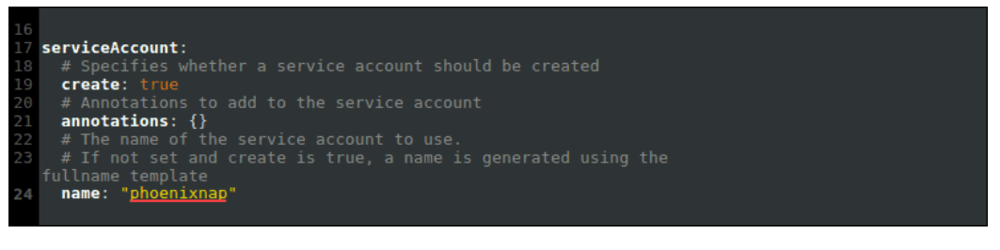 16
17 serviceAccount:
18   # Specifies whether a service account should be created
19   create: true
20   # Annotations to add to the service account
21   annotations: {}
22   # The name of the service account to use.
23   # If not set and create is true, a name is generated using the
fullname template
24   name: "phoenixnap"